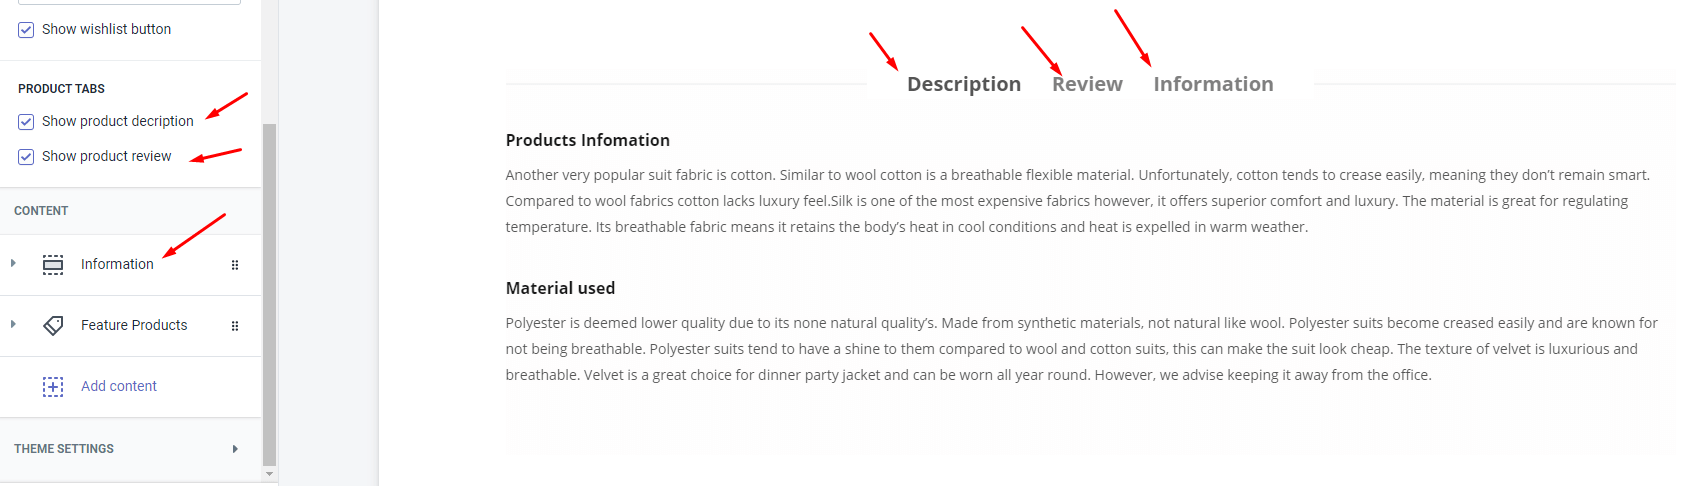 Show wishlist button
PRODUCT TABS
Show product decription
Show product review
CONTENT
Information
Feature Products
Add content
THEME SETTINGS
Description Review Information
Products Infomation
Another very popular suit fabric is cotton. Similar to wool cotton is a breathable flexible material. Unfortunately, cotton tends to crease easily, meaning they don’t remain smart.
Compared to wool fabrics cotton lacks luxury feel.Silk is one of the most expensive fabrics however, it offers superior comfort and luxury. The material is great for regulating
temperature. Its breathable fabric means it retains the body’s heat in cool conditions and heat is expelled in warm weather.
Material used
Polyester is deemed lower quality due to its none natural quality’s. Made from synthetic materials, not natural like wool. Polyester suits become creased easily and are known for
not being breathable. Polyester suits tend to have a shine to them compared to wool and cotton suits, this can make the suit look cheap. The texture of velvet is luxurious and
breathable. Velvet is a great choice for dinner party jacket and can be worn all year round. However, we advise keeping it away from the office.